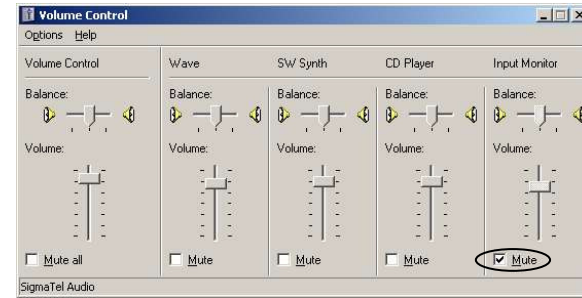 Volume Control
Options Help
Volume Control Wave SW Synth CD Player Input Monitor
Balance: Balance: Balance: Balance: Balance:
Volume: Volume: Volume: Volume: Volume:
Mute all Mute Mute Mute Mute
SigmaTel Audio